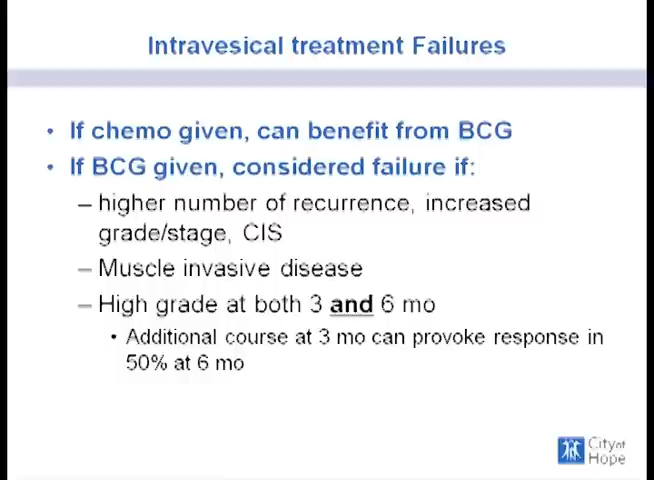 Intravesical treatment Failures
• If chemo given, can benefit from BCG
• If BCG given, considered failure if:
– higher number of recurrence, increased
grade/stage, CIS
– Muscle invasive disease
– High grade at both 3 and 6 mo
• Additional course at 3 mo can provoke response in
50% at 6 mo
City of
Hope